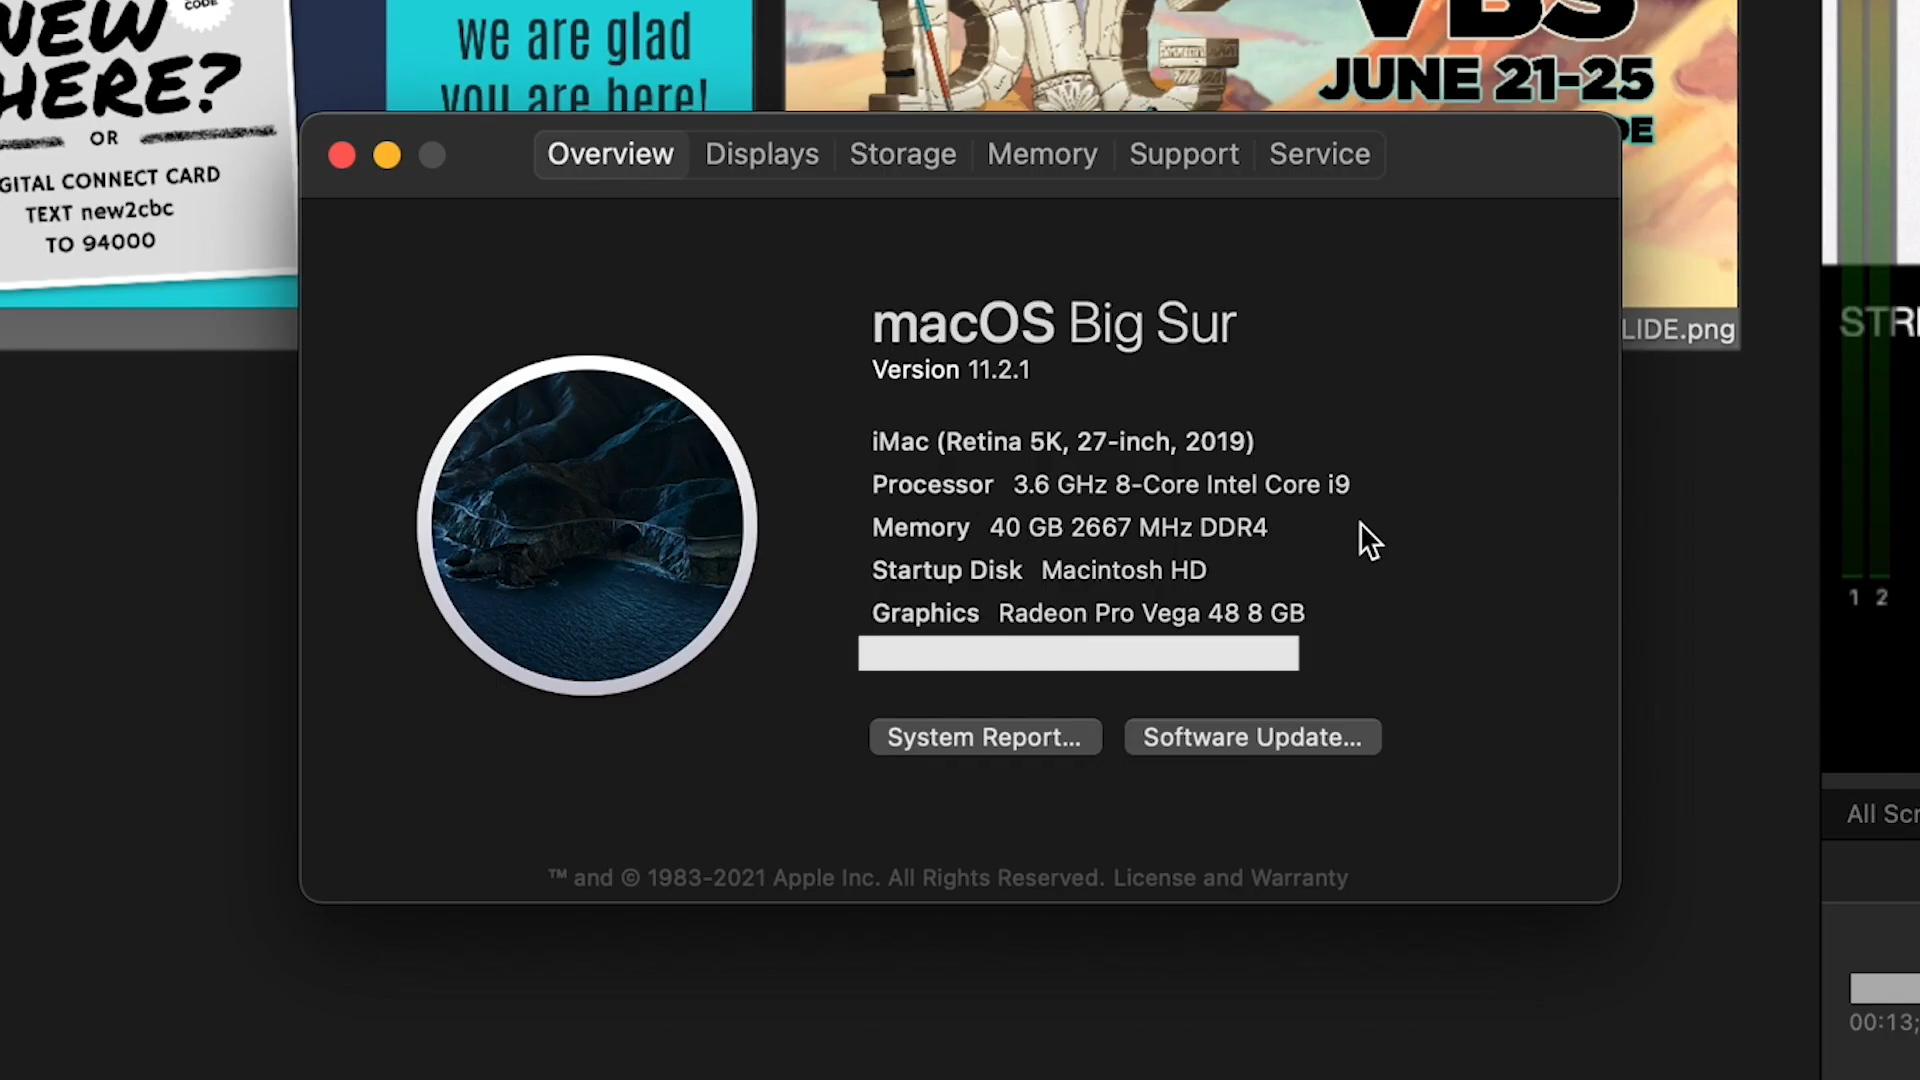 CODE
NEW
HERE?
OR
GITAL CONNECT CARD
TEXT new2cbc
TO 94000
we are glad
you are here!
DIG
VBS
JUNE 21-25
DE
Overview Displays Storage Memory Support Service
macOS Big Sur
Version 11.2.1
iMac (Retina 5K, 27-inch, 2019)
Processor 3.6 GHz 8-Core Intel Core i9
Memory 40 GB 2667 MHz DDR4
Startup Disk Macintosh HD
Graphics Radeon Pro Vega 48 8 GB
System Report... Software Update...
™ and © 1983-2021 Apple Inc. All Rights Reserved. License and Warranty
LIDE.png
STR
1 2
All Scr
00:13;